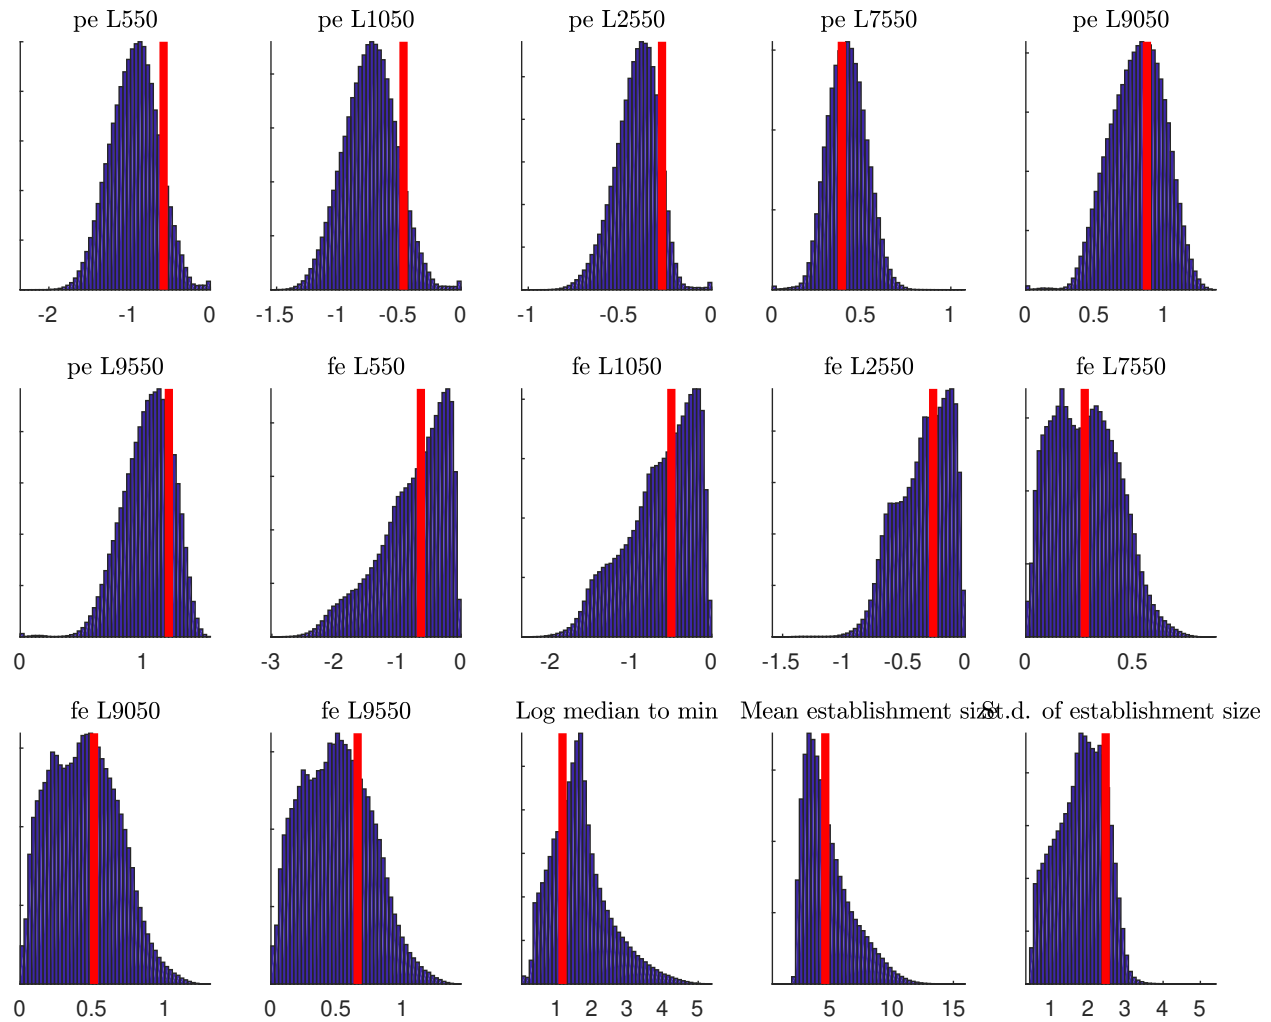 pe L550 pe L1050 pe L2550 pe L7550 pe L9050
-2 -1 0 -1.5 -1 -0.5 0 -1 -0.5 0 0 0.5 1 0 0.5 1
pe L9550 fe L550 fe L1050 fe L2550 fe L7550
0 1 -3 -2 -1 0 -2 -1 0 -1.5 -1 -0.5 0 0 0.5
fe L9050 fe L9550 Log median to min Mean establishment size St.d. of establishment size
0 0.5 1 0 0.5 1 1 2 3 4 5 5 10 15 1 2 3 4 5